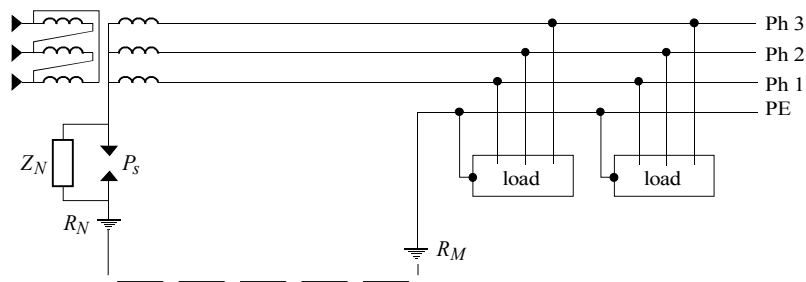 Ph 3
Ph 2
Ph 1
PE
Z_N
P_s
load
load
R_N
R_M